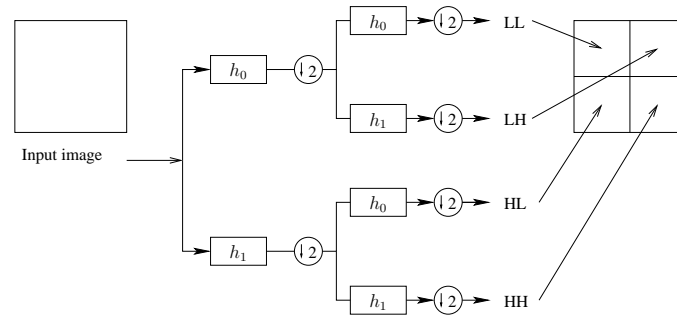 h₀ ↓2 LL
h₀ ↓2
h₁ ↓2 LH
Input image
h₀ ↓2 HL
h₁ ↓2
h₁ ↓2 HH